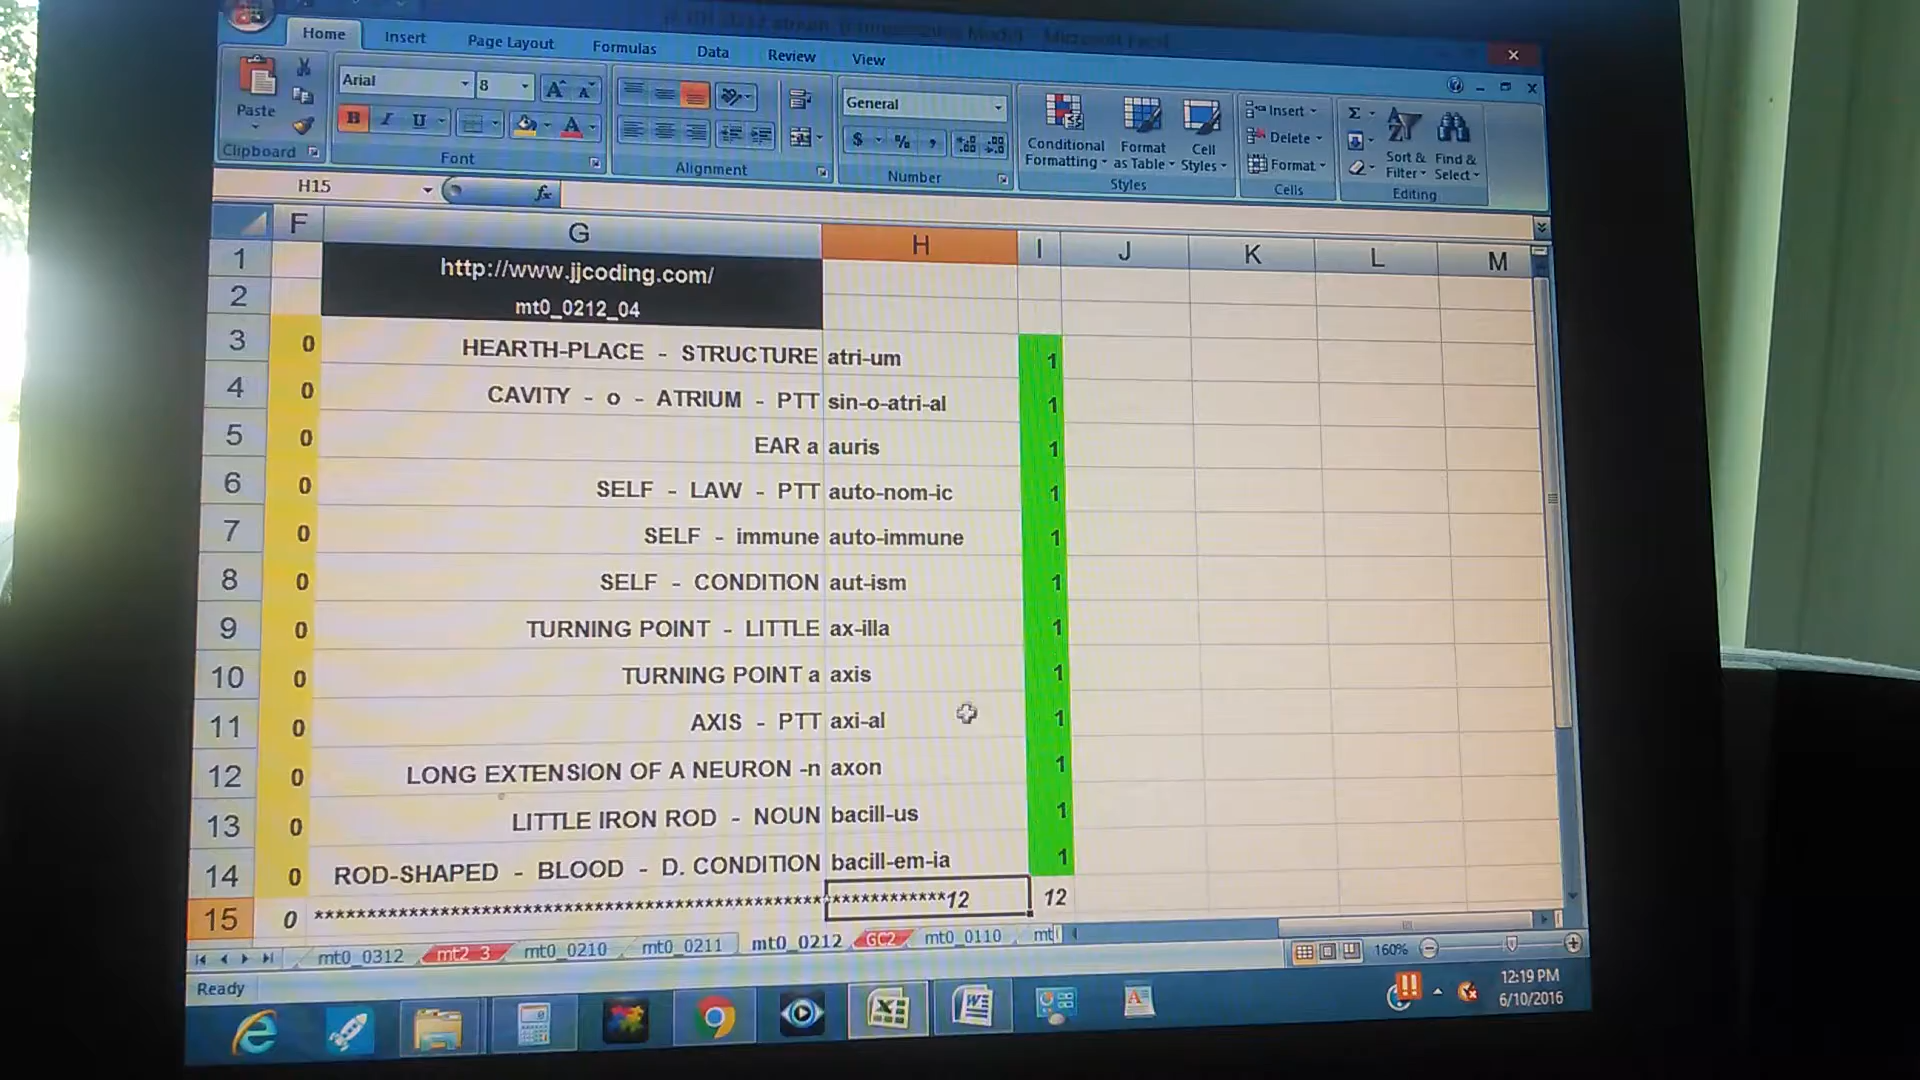 Home Insert Page Layout Formulas Data Review View
Paste
Clipboard
Arial 8
B I U
Font
Alignment
General
$ % ,
Number
Conditional Formatting
Format as Table
Cell Styles
Styles
Insert
Delete
Format
Cells
Σ
Sort & Filter
Find & Select
Editing
H15 fx
F G H I J K L M
1 http://www.jjcoding.com/
2 mt0_0212_04
3 0 HEARTH-PLACE - STRUCTURE atri-um 1
4 0 CAVITY - o - ATRIUM - PTT sin-o-atri-al 1
5 0 EAR a auris 1
6 0 SELF - LAW - PTT auto-nom-ic 1
7 0 SELF - immune auto-immune 1
8 0 SELF - CONDITION aut-ism 1
9 0 TURNING POINT - LITTLE ax-illa 1
10 0 TURNING POINT a axis 1
11 0 AXIS - PTT axi-al 1
12 0 LONG EXTENSION OF A NEURON -n axon 1
13 0 LITTLE IRON ROD - NOUN bacill-us 1
14 0 ROD-SHAPED - BLOOD - D. CONDITION bacill-em-ia 1
15 0 12 12
mt0_0312 mt2_3 mt0_0210 mt0_0211 mt0_0212 GC2 mt0_0110
Ready 160%
12:19 PM
6/10/2016